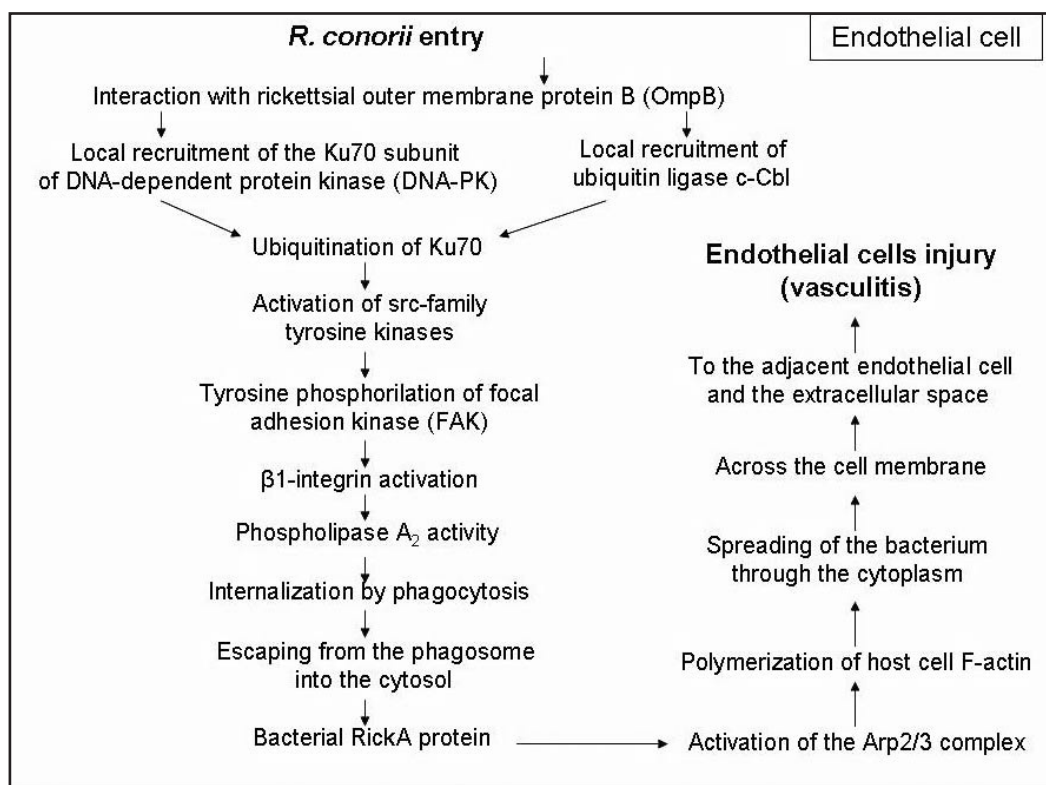 R. conorii entry
Endothelial cell
Interaction with rickettsial outer membrane protein B (OmpB)
Local recruitment of the Ku70 subunit
of DNA-dependent protein kinase (DNA-PK)
Local recruitment of
ubiquitin ligase c-Cbl
Ubiquitination of Ku70
Activation of src-family
tyrosine kinases
Tyrosine phosphorilation of focal
adhesion kinase (FAK)
β1-integrin activation
Phospholipase A₂ activity
Internalization by phagocytosis
Escaping from the phagosome
into the cytosol
Bacterial RickA protein
Activation of the Arp2/3 complex
Polymerization of host cell F-actin
Spreading of the bacterium
through the cytoplasm
Across the cell membrane
To the adjacent endothelial cell
and the extracellular space
Endothelial cells injury
(vasculitis)